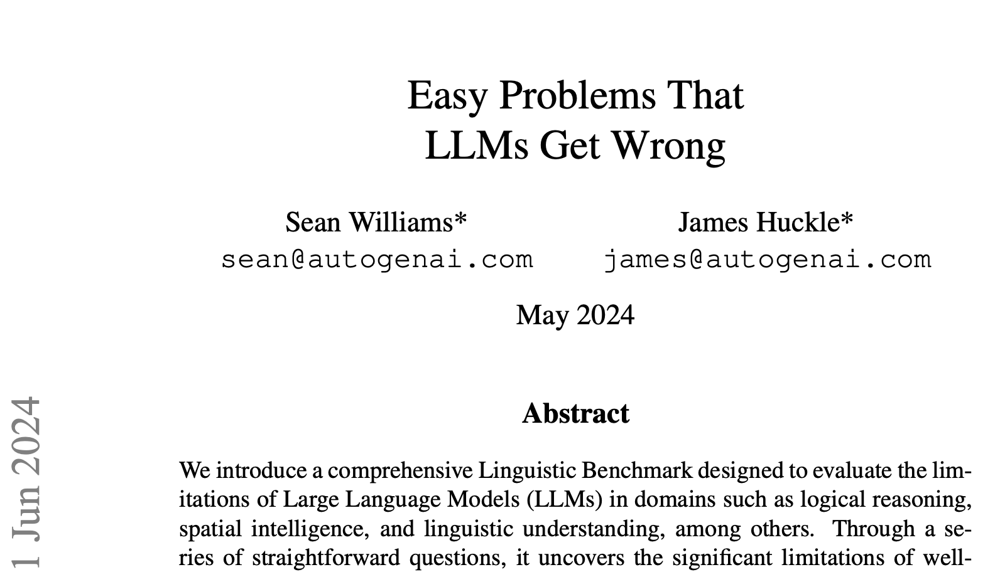 Easy Problems That
LLMs Get Wrong
Sean Williams*
James Huckle*
sean@autogenai.com
james@autogenai.com
May 2024
Abstract
We introduce a comprehensive Linguistic Benchmark designed to evaluate the lim-
itations of Large Language Models (LLMs) in domains such as logical reasoning,
spatial intelligence, and linguistic understanding, among others. Through a se-
ries of straightforward questions, it uncovers the significant limitations of well-
1 Jun 2024